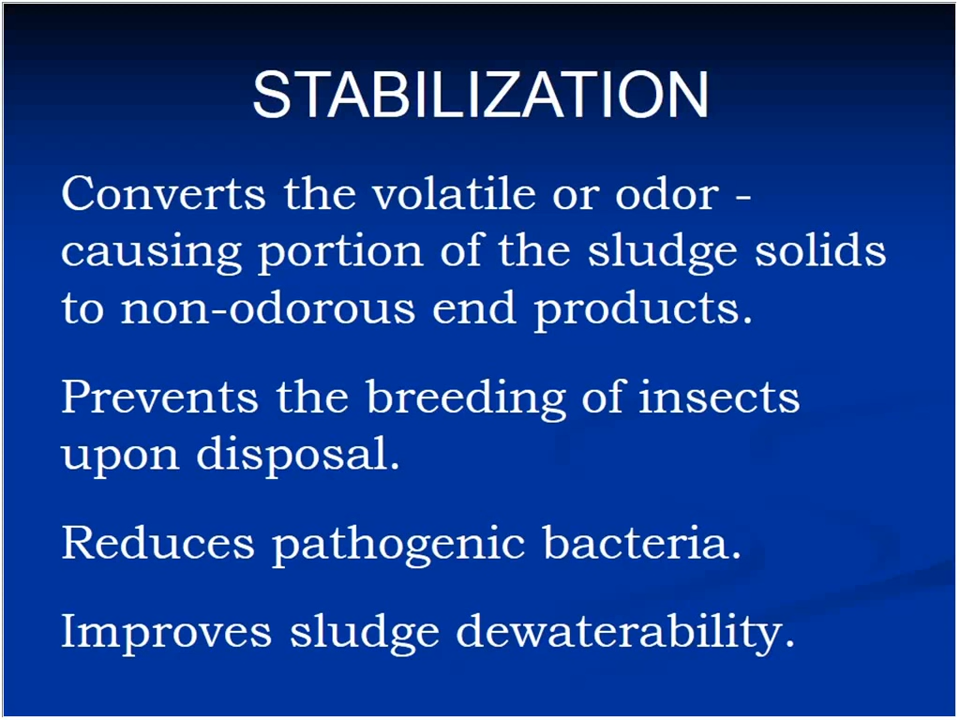 STABILIZATION
Converts the volatile or odor -
causing portion of the sludge solids
to non-odorous end products.
Prevents the breeding of insects
upon disposal.
Reduces pathogenic bacteria.
Improves sludge dewaterability.